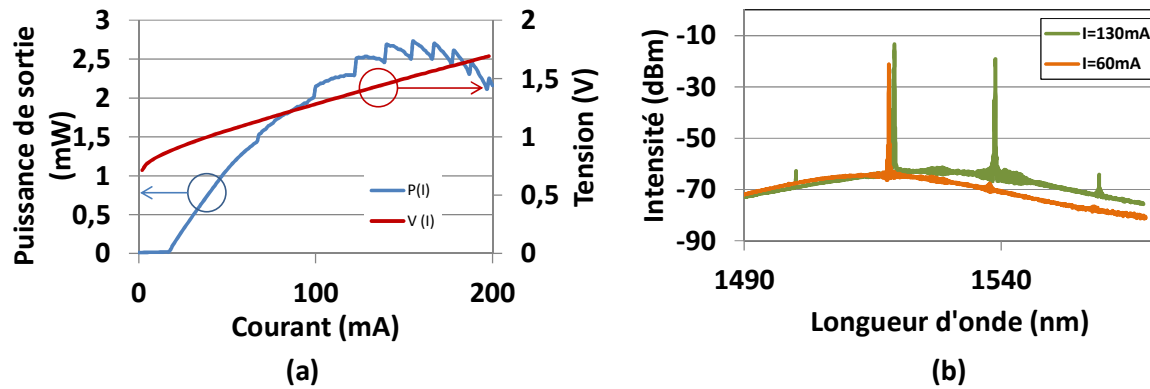 Puissance de sortie
(mW)
3
2,5
2
1,5
1
0,5
0
2
1,5
1
0,5
0
Tension (V)
P(I)
V (I)
0
100
200
Courant (mA)
(a)
Intensité (dBm)
-10
-30
-50
-70
-90
I=130mA
I=60mA
1490
1540
Longueur d'onde (nm)
(b)